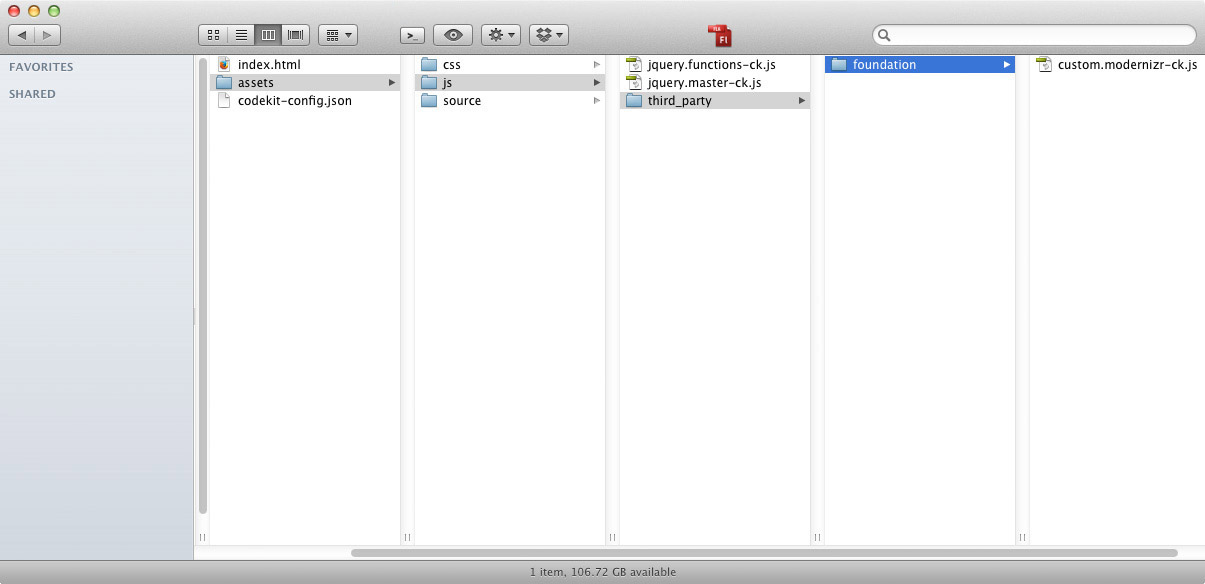 >_
Fl
FAVORITES
SHARED
index.html
assets
codekit-config.json
css
js
source
jquery.functions-ck.js
jquery.master-ck.js
third_party
foundation
custom.modernizr-ck.js
1 item, 106.72 GB available